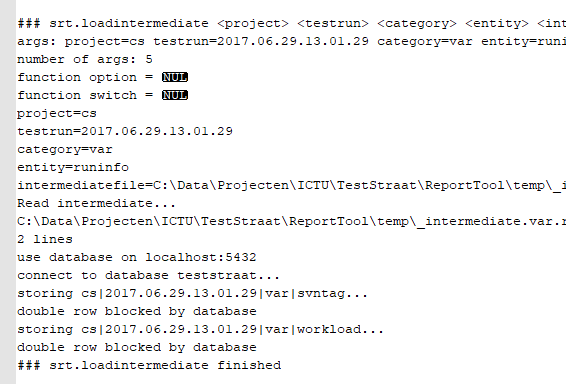 ### srt.loadintermediate <project> <testrun> <category> <entity> <int
args: project=cs testrun=2017.06.29.13.01.29 category=var entity=runi
number of args: 5
function option = NUL
function switch = NUL
project=cs
testrun=2017.06.29.13.01.29
category=var
entity=runinfo
intermediatefile=C:\Data\Projecten\ICTU\TestStraat\ReportTool\temp\_i
Read intermediate...
C:\Data\Projecten\ICTU\TestStraat\ReportTool\temp\_intermediate.var.r
2 lines
use database on localhost:5432
connect to database teststraat...
storing cs|2017.06.29.13.01.29|var|svntag...
double row blocked by database
storing cs|2017.06.29.13.01.29|var|workload...
double row blocked by database
### srt.loadintermediate finished